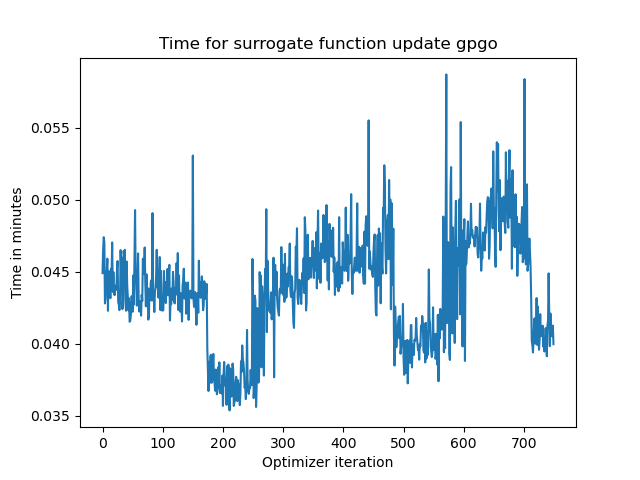 Time for surrogate function update gpgo
Time in minutes
0.055
0.050
0.045
0.040
0.035
0 100 200 300 400 500 600 700
Optimizer iteration